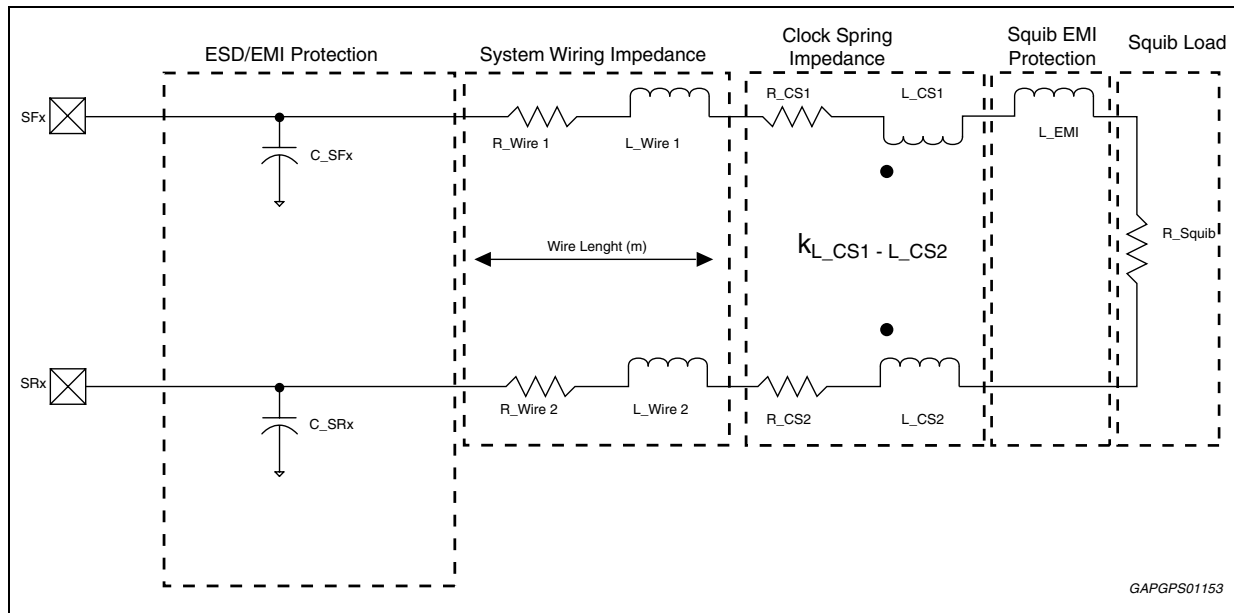 ESD/EMI Protection
System Wiring Impedance
Clock Spring
Impedance
Squib EMI
Protection
Squib Load
SFx
C_SFx
R_Wire 1
L_Wire 1
R_CS1
L_CS1
L_EMI
R_Squib
Wire Lenght (m)
kL_CS1 - L_CS2
SRx
C_SRx
R_Wire 2
L_Wire 2
R_CS2
L_CS2
GAPGPS01153